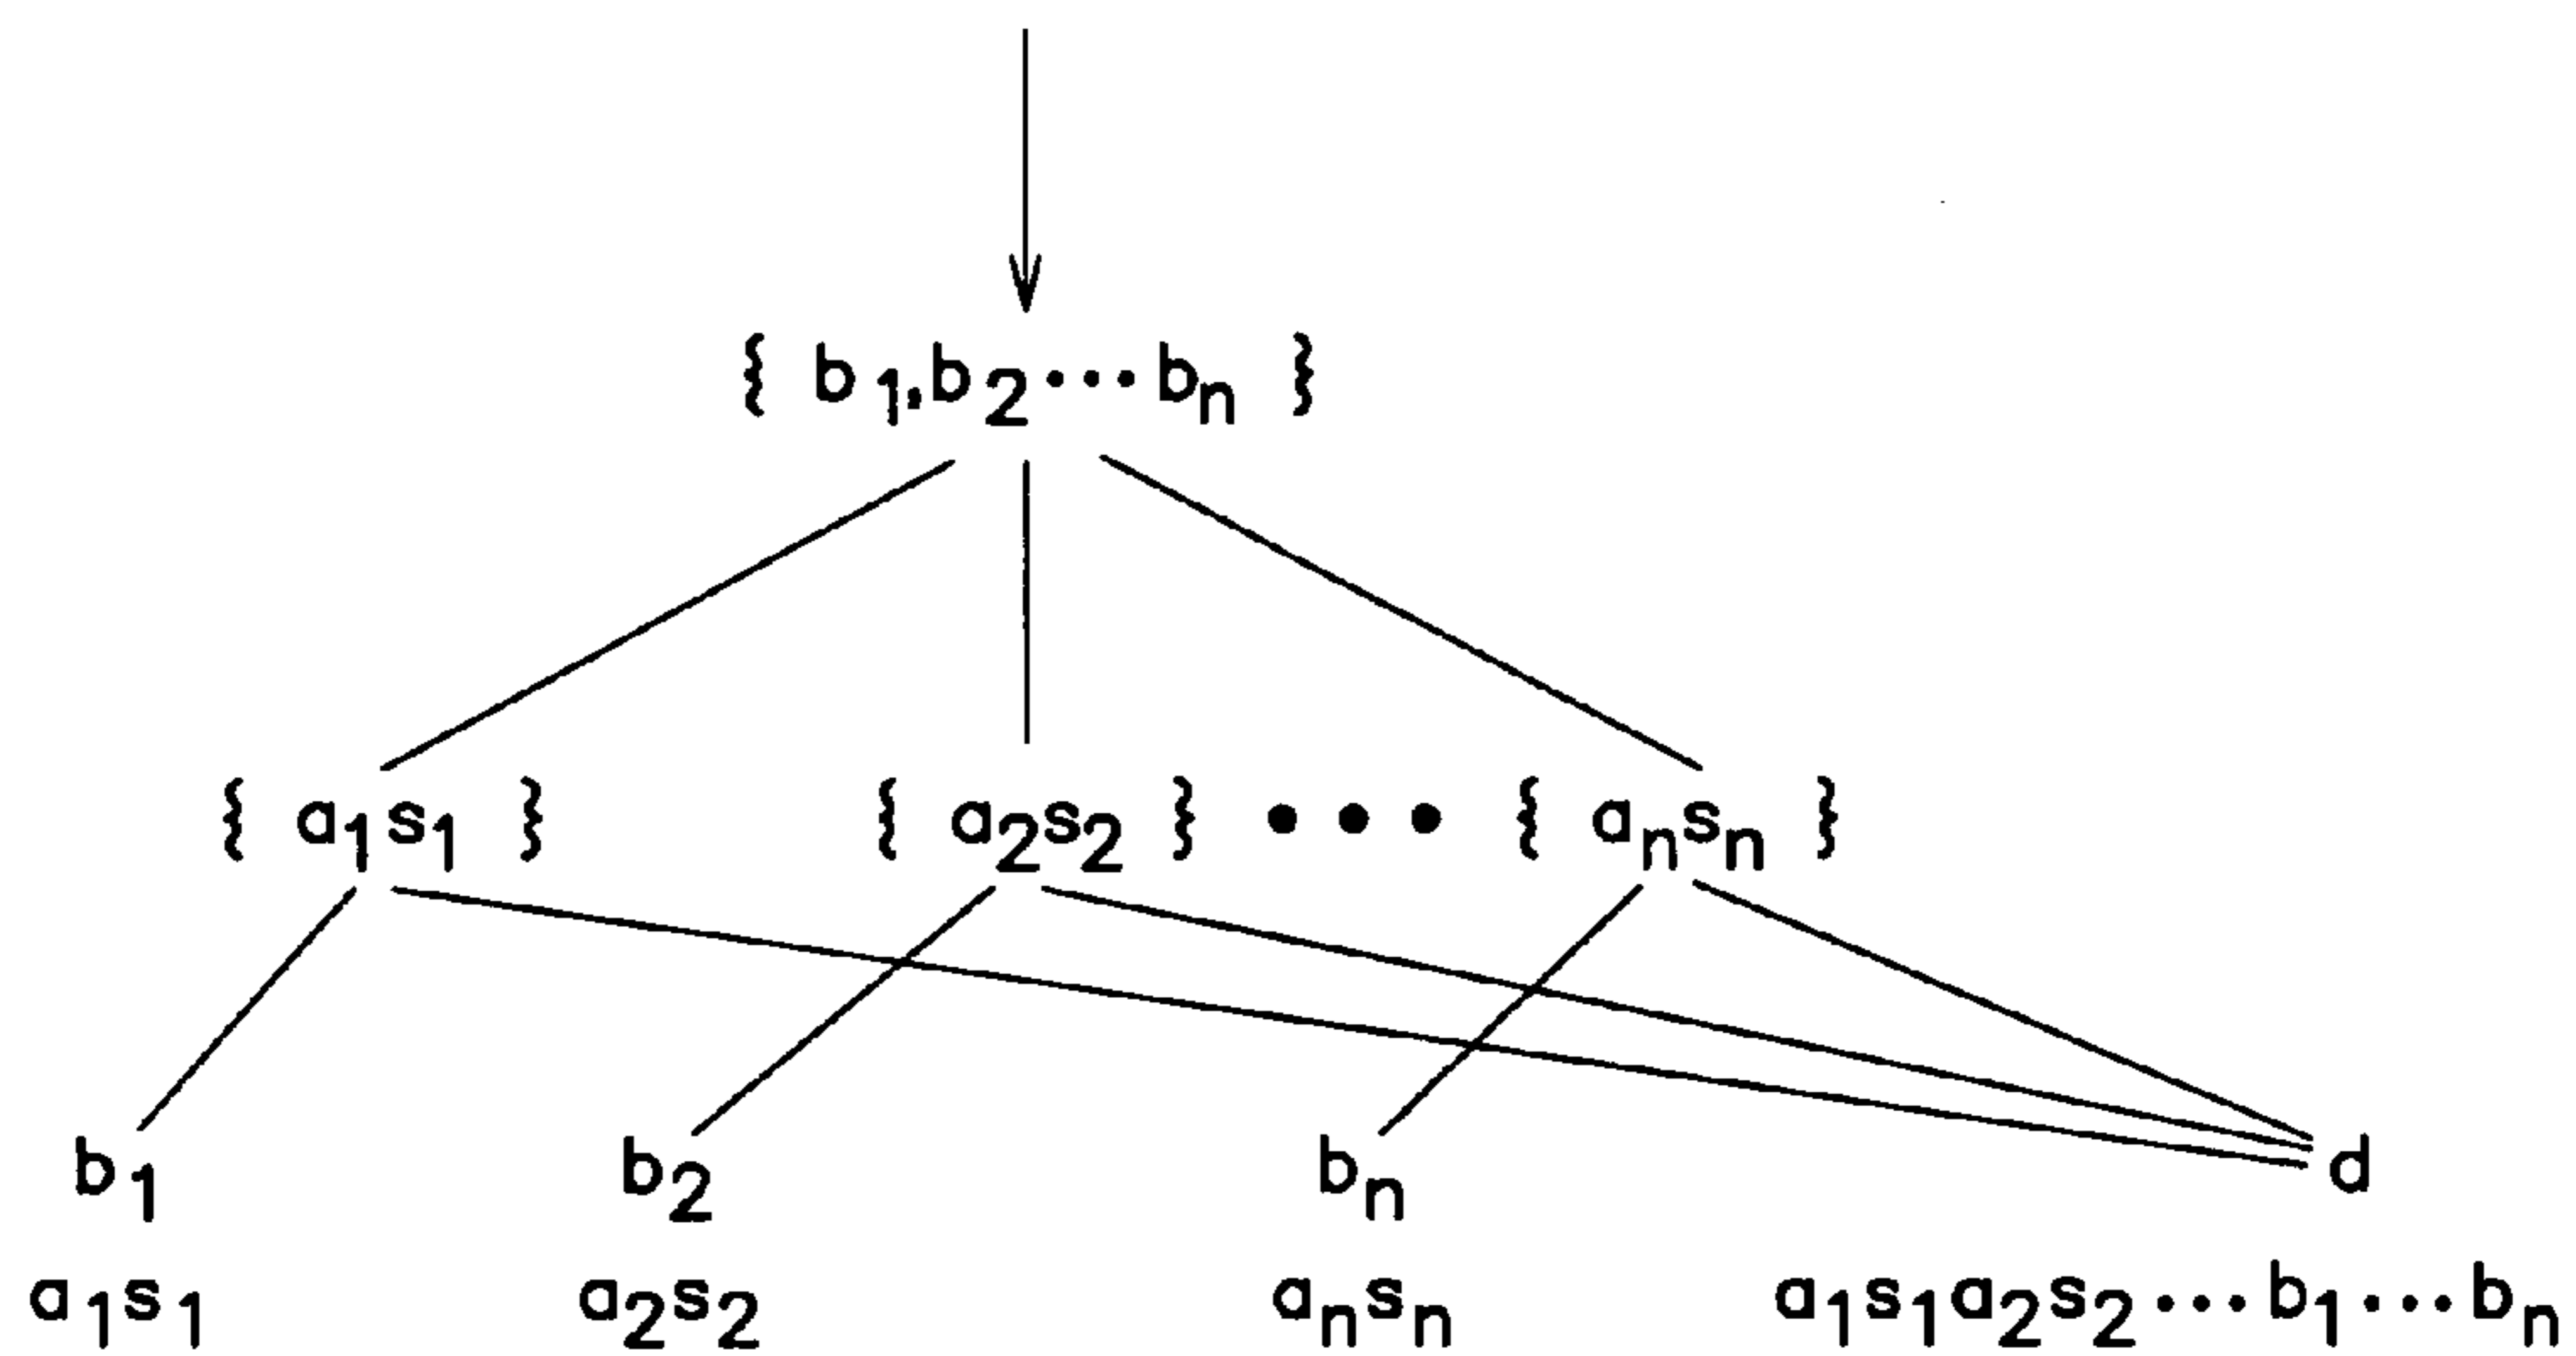 { b₁,b₂··· bₙ }
{ a₁s₁ } { a₂s₂ } ••• { aₙsₙ }
b₁ b₂ bₙ d
a₁s₁ a₂s₂ aₙsₙ a₁s₁a₂s₂···b₁···bₙ